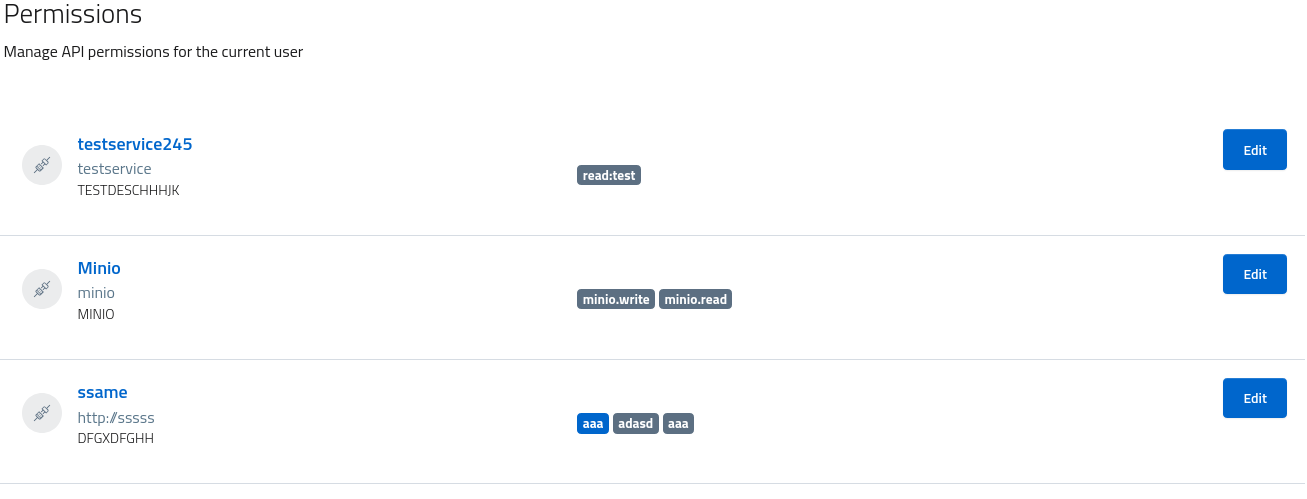 Permissions
Manage API permissions for the current user
testservice245
testservice
TESTDESCHHHJK
read:test
Edit
Minio
minio
MINIO
minio.write minio.read
Edit
ssame
http://sssss
DFGXDFGHH
aaa adasd aaa
Edit